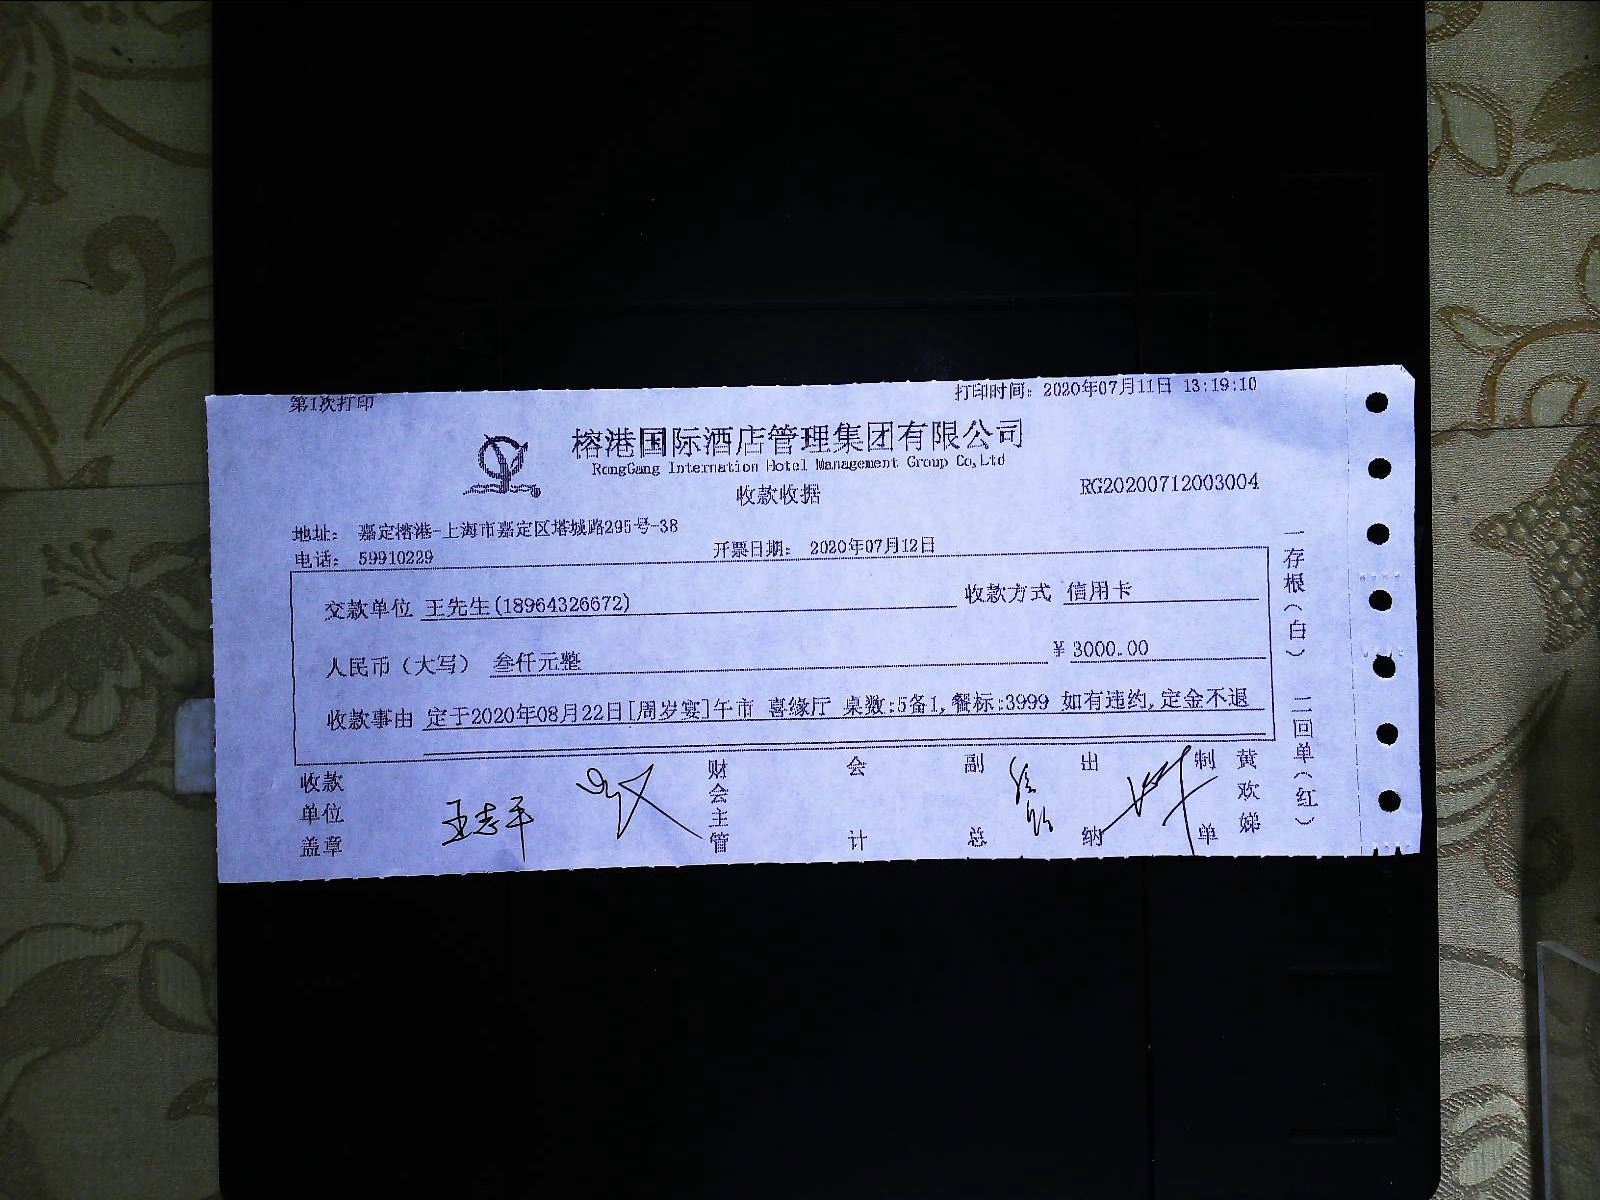 第1次打印
打印时间: 2020年07月11日 13:19:10
榕港国际酒店管理集团有限公司
RongGang Internation Hotel Management Group Co,Ltd
收款收据
RG20200712003004
地址: 嘉定榕港-上海市嘉定区塔城路295号-38
电话: 59910229
开票日期: 2020年07月12日
交款单位 王先生(18964326672)
收款方式 信用卡
人民币(大写) 叁仟元整
¥ 3000.00
收款事由 定于2020年08月22日[周岁宴]午市 喜缘厅 桌数:5备1,餐标:3999 如有违约,定金不退
收款单位盖章
王志平
财会主管
会计
副总
出纳
制单
黄欢娣
一存根(白) 二回单(红)